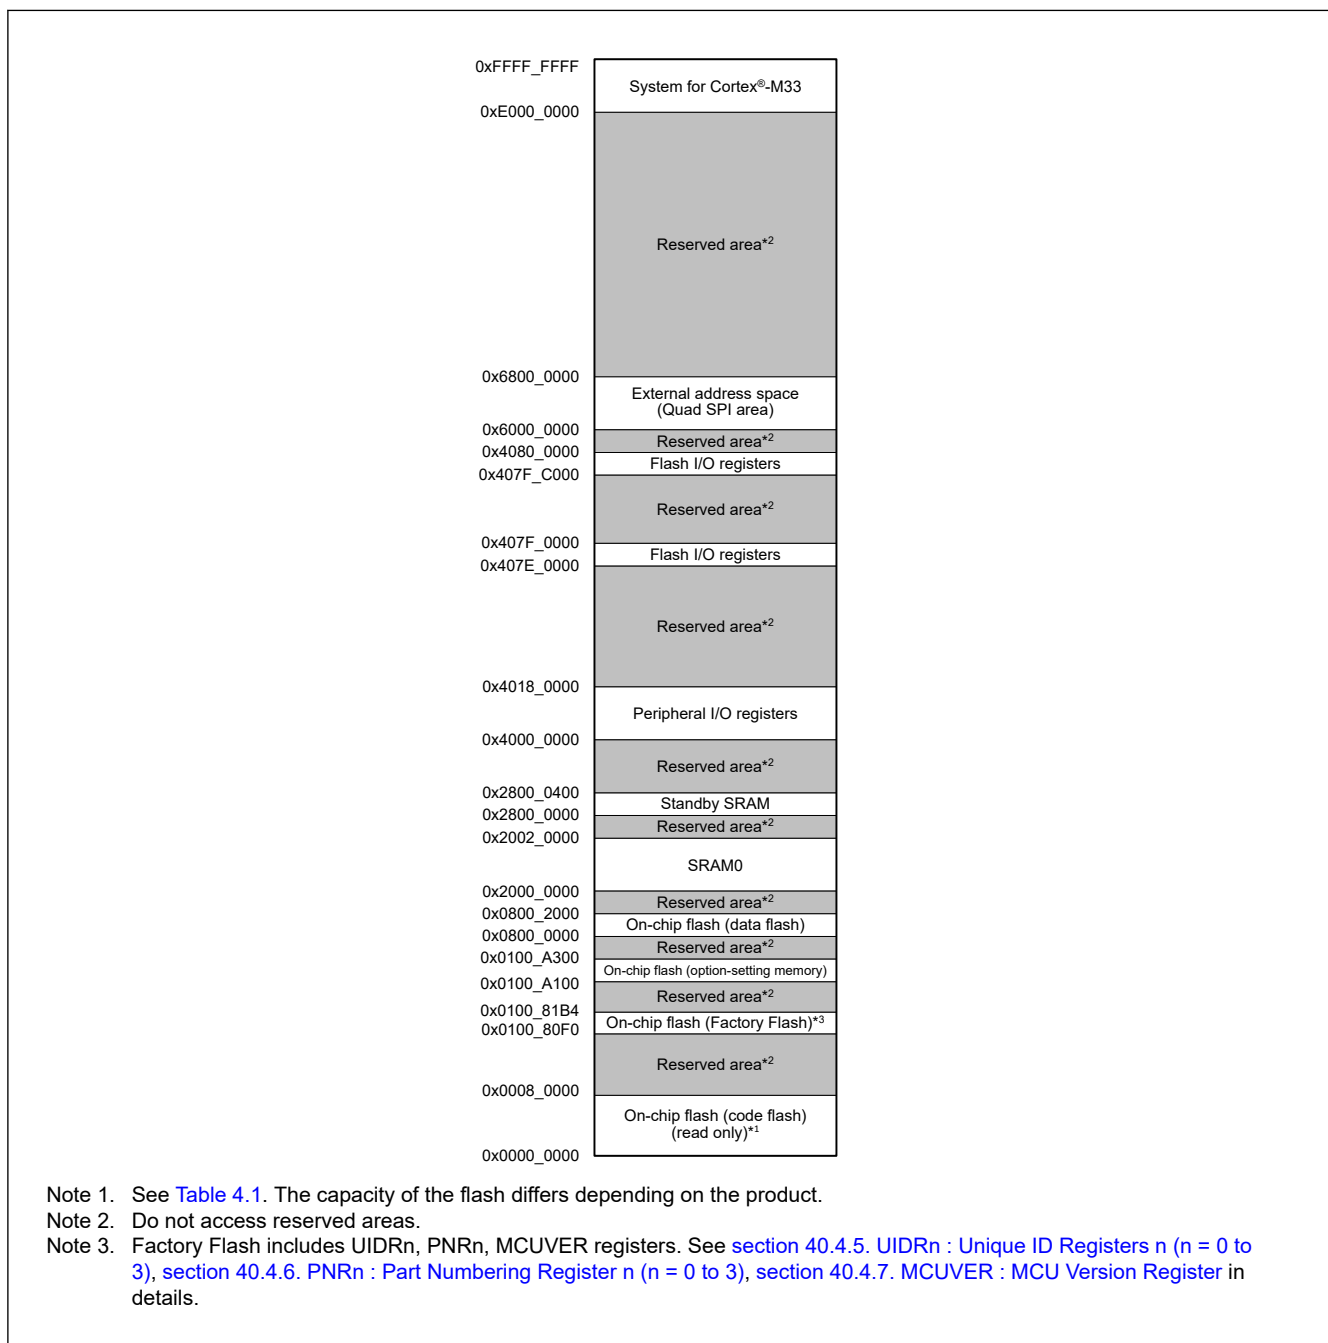 0xFFFF_FFFF
System for Cortex®-M33
0xE000_0000
Reserved area*2
0x6800_0000
External address space
(Quad SPI area)
0x6000_0000
Reserved area*2
0x4080_0000
Flash I/O registers
0x407F_C000
Reserved area*2
0x407F_0000
Flash I/O registers
0x407E_0000
Reserved area*2
0x4018_0000
Peripheral I/O registers
0x4000_0000
Reserved area*2
0x2800_0400
Standby SRAM
0x2800_0000
Reserved area*2
0x2002_0000
SRAM0
0x2000_0000
Reserved area*2
0x0800_2000
On-chip flash (data flash)
0x0800_0000
Reserved area*2
0x0100_A300
On-chip flash (option-setting memory)
0x0100_A100
Reserved area*2
0x0100_81B4
On-chip flash (Factory Flash)*3
0x0100_80F0
Reserved area*2
0x0008_0000
On-chip flash (code flash)
(read only)*1
0x0000_0000
Note 1. See Table 4.1. The capacity of the flash differs depending on the product.
Note 2. Do not access reserved areas.
Note 3. Factory Flash includes UIDRn, PNRn, MCUVER registers. See section 40.4.5. UIDRn : Unique ID Registers n (n = 0 to
3), section 40.4.6. PNRn : Part Numbering Register n (n = 0 to 3), section 40.4.7. MCUVER : MCU Version Register in
details.